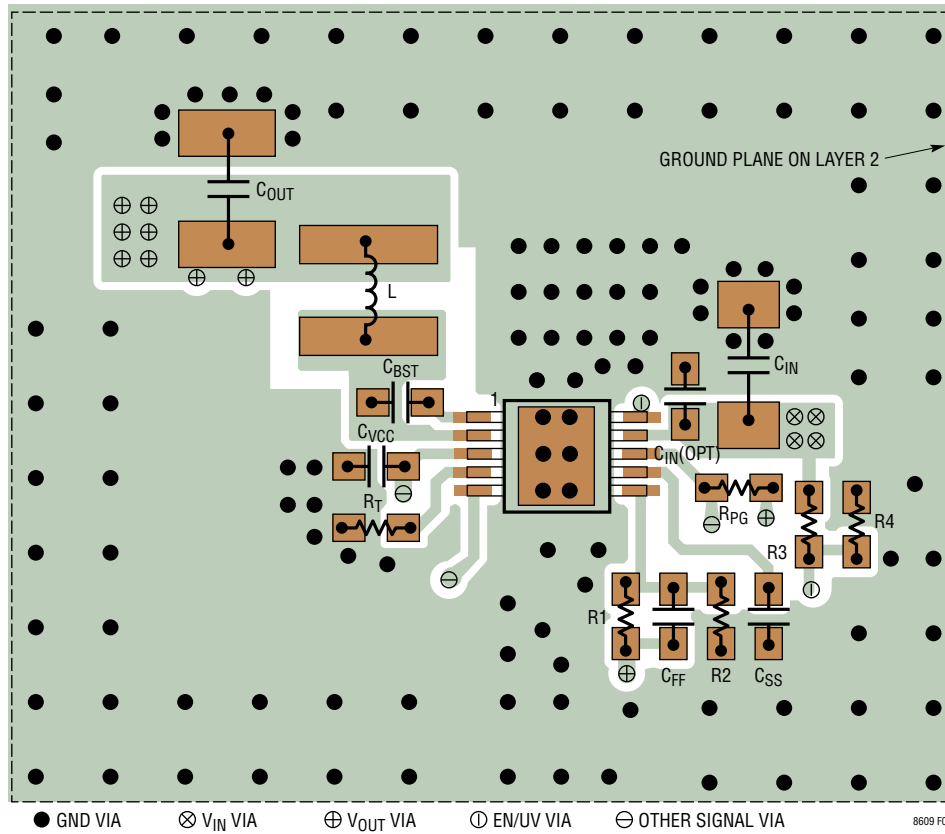 GROUND PLANE ON LAYER 2
COUT
L
CIN
CBST
1
CVCC
CIN(OPT)
RT
RPG
R3
R4
R1
CFF
R2
CSS
GND VIA
VIN VIA
VOUT VIA
EN/UV VIA
OTHER SIGNAL VIA